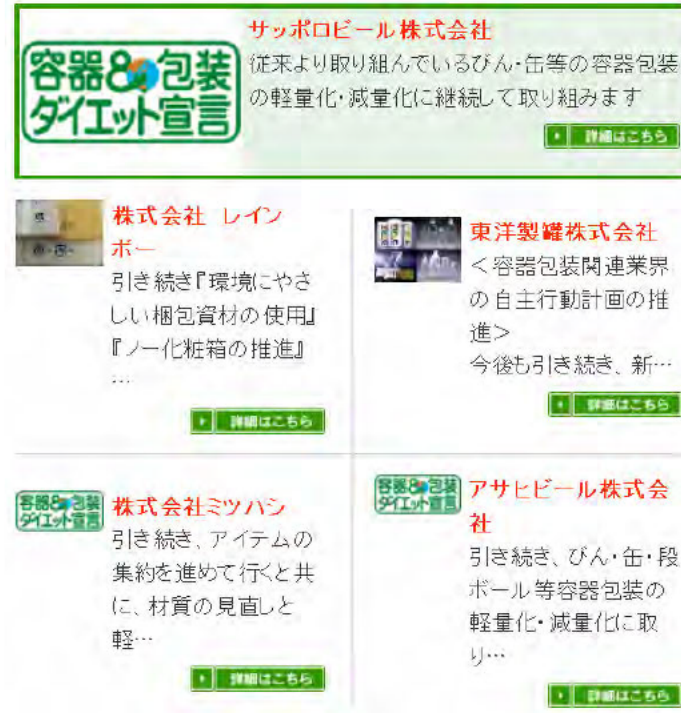 サッポロビール株式会社
容器&包装
ダイエット宣言
従来より取り組んでいるびん・缶等の容器包装
の軽量化・減量化に継続して取り組みます
詳細はこちら
株式会社 レイン
ボー
引き続き『環境にやさ
しい梱包資材の使用』
『ノー化粧箱の推進』
…
詳細はこちら
東洋製罐株式会社
＜容器包装関連業界
の自主行動計画の推
進＞
今後も引き続き、新…
詳細はこちら
容器&包装
ダイエット宣言
株式会社ミツハシ
引き続き、アイテムの
集約を進めて行くと共
に、材質の見直しと
軽…
詳細はこちら
容器&包装
ダイエット宣言
アサヒビール株式会
社
引き続き、びん・缶・段
ボール等容器包装の
軽量化・減量化に取
り…
詳細はこちら